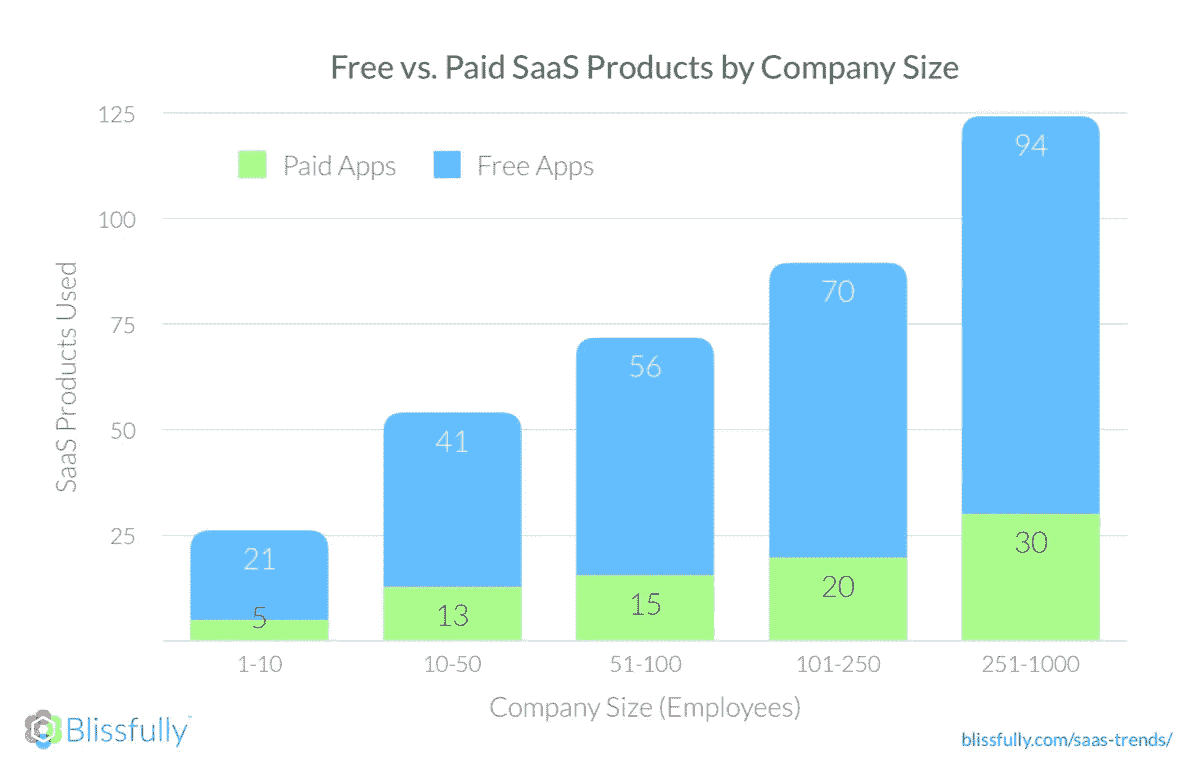 Free vs. Paid SaaS Products by Company Size
125
Paid Apps Free Apps
94
100
SaaS Products Used
70
75
56
50
41
25
21
5
13
15
20
30
1-10 10-50 51-100 101-250 251-1000
Company Size (Employees)
Blissfully™
blissfully.com/saas-trends/